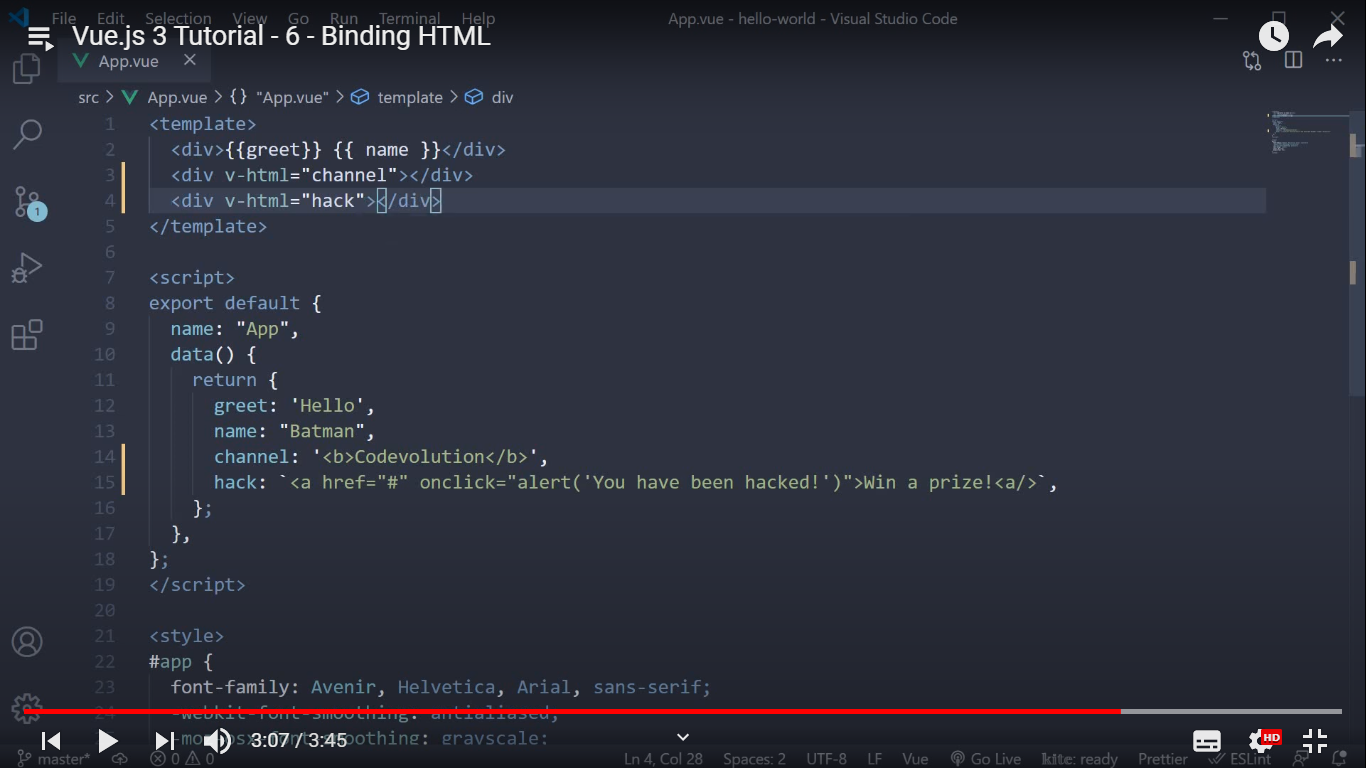 File Edit Selection View Go Run Terminal Help App.vue - hello-world - Visual Studio Code
Vue.js 3 Tutorial - 6 - Binding HTML
App.vue
src > App.vue > {} "App.vue" > template > div
1 <template>
2 <div>{{greet}} {{ name }}</div>
3 <div v-html="channel"></div>
4 <div v-html="hack"></div>
5 </template>
6
7 <script>
8 export default {
9 name: "App",
10 data() {
11 return {
12 greet: 'Hello',
13 name: "Batman",
14 channel: '<b>Codevolution</b>',
15 hack: `<a href="#" onclick="alert('You have been hacked!')">Win a prize!<a/>`,
16 };
17 },
18 };
19 </script>
20
21 <style>
22 #app {
23 font-family: Avenir, Helvetica, Arial, sans-serif;
24 -webkit-font-smoothing: antialiased;
-moz-osx-font-smoothing: grayscale;
1
3:07 / 3:45
HD
master* 0 0 Ln 4, Col 28 Spaces: 2 UTF-8 LF Vue Go Live kite: ready Prettier ESLint